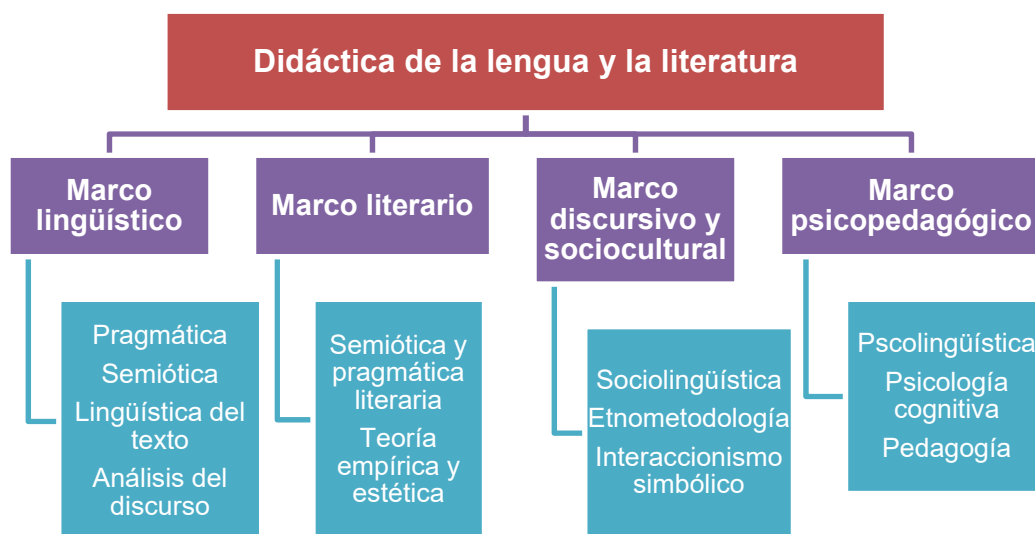 Didáctica de la lengua y la literatura
Marco
lingüístico
Pragmática
Semiótica
Lingüística del
texto
Análisis del
discurso
Marco literario
Semiótica y
pragmática
literaria
Teoría
empírica y
estética
Marco
discursivo y
sociocultural
Sociolingüística
Etnometodología
Interaccionismo
simbólico
Marco
psicopedagógico
Pscolingüística
Psicología
cognitiva
Pedagogía